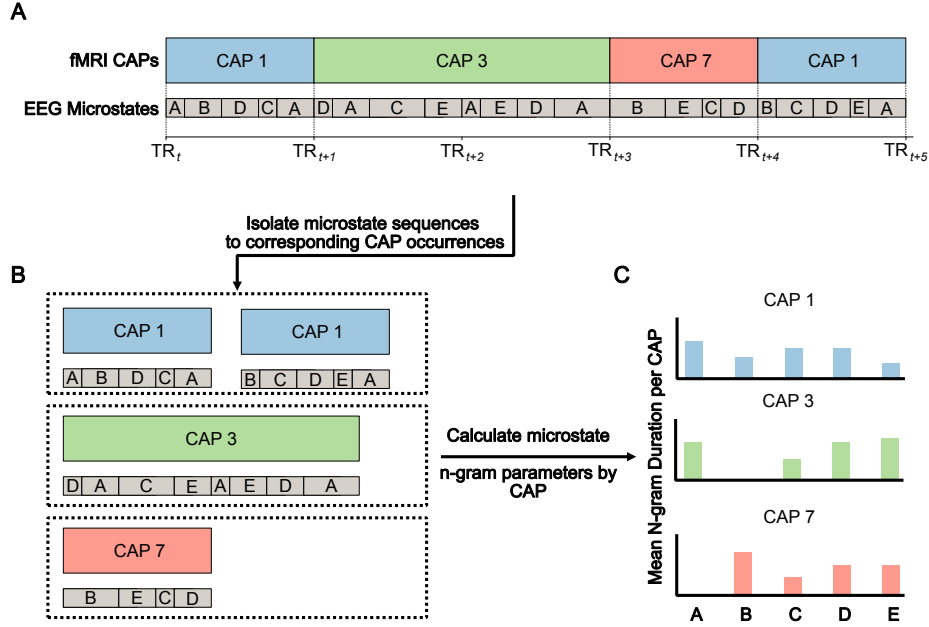 A
fMRI CAPs
CAP 1 CAP 3 CAP 7 CAP 1
EEG Microstates
A B D C A D A C E A E D A B E C D B C D E A
TRt TRt+1 TRt+2 TRt+3 TRt+4 TRt+5
Isolate microstate sequences
to corresponding CAP occurrences
B
CAP 1 CAP 1
A B D C A B C D E A
CAP 3
D A C E A E D A
CAP 7
B E C D
Calculate microstate
n-gram parameters by
CAP
C
Mean N-gram Duration per CAP
CAP 1
CAP 3
CAP 7
A B C D E